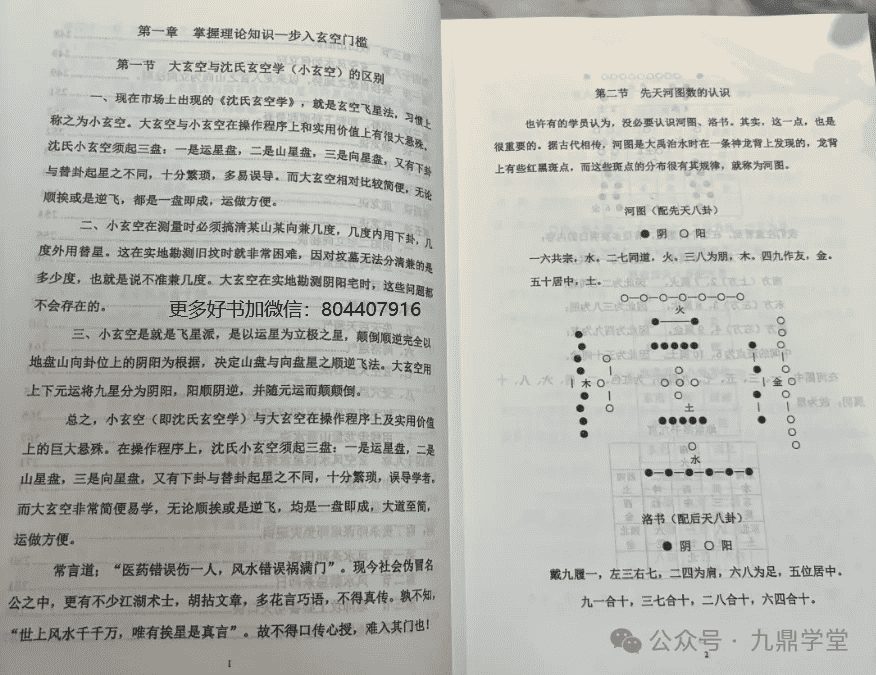 第一章 掌握理论知识一步入玄空门槛
第一节 大玄空与沈氏玄空学（小玄空）的区别
一、现在市场上出现的《沈氏玄空学》，就是玄空飞星法，习惯上
称之为小玄空。大玄空与小玄空在操作程序上和实用价值上有很大悬殊，
沈氏小玄空须起三盘：一是运星盘，二是山星盘，三是向星盘，又有下卦
与替卦起星之不同，十分繁琐，多易误导。而大玄空相对比较简便，无论
顺挨或是逆飞，都是一盘即成，运做方便。
二、小玄空在测量时必须搞清某山某向兼几度，几度内用下卦，几
度外用替星。这在实地勘测旧坟时就非常困难，因对坟墓无法分清兼的是
多少度，也就是说不准兼几度。大玄空在实地勘测阴阳宅时，这些问题都
不会存在的。
更多好书加微信：804407916
三、小玄空是就是飞星派，是以运星为立极之星，颠倒顺逆完全以
地盘山向卦位上的阴阳为根据，决定山盘与向盘星之顺逆飞法。大玄空用
上下元运将九星分为阴阳，阳顺阴逆，并随元运而颠颠倒。
总之，小玄空（即沈氏玄空学）与大玄空在操作程序上及实用价值
上的巨大悬殊。在操作程序上，沈氏小玄空须起三盘：一是运星盘，二是
山星盘，三是向星盘，又有下卦与替卦起星之不同，十分繁琐，误导学者。
而大玄空非常简便易学，无论顺挨或是逆飞，均是一盘即成，大道至简，
运做方便。
常言道；“医药错误伤一人，风水错误祸满门”。现今社会伪冒名
公之中，更有不少江湖术士，胡拈文章，多花言巧语，不得真传。孰不知，
“世上风水千千万，唯有挨星是真言”。故不得口传心授，难入其门也！
1
第二节 先天河图数的认识
也许有的学员认为，没必要认识河图、洛书。其实，这一点，也是
很重要的。据古代相传，河图是大禹治水时在一条神龙背上发现的，龙背
上有些红黑斑点，而这些斑点的分布很有其规律，就称为河图。
河图（配先天八卦）
● 阴 ○ 阳
一六共宗，水。二七同道，火。三八为朋，木。四九作友，金。
五十居中，土。
火
木
金
土
水
洛书（配后天八卦）
● 阴 ○ 阳
戴九履一，左三右七，二四为肩，六八为足，五位居中。
九一合十，三七合十，二八合十，六四合十。
公众号·九鼎学堂
2